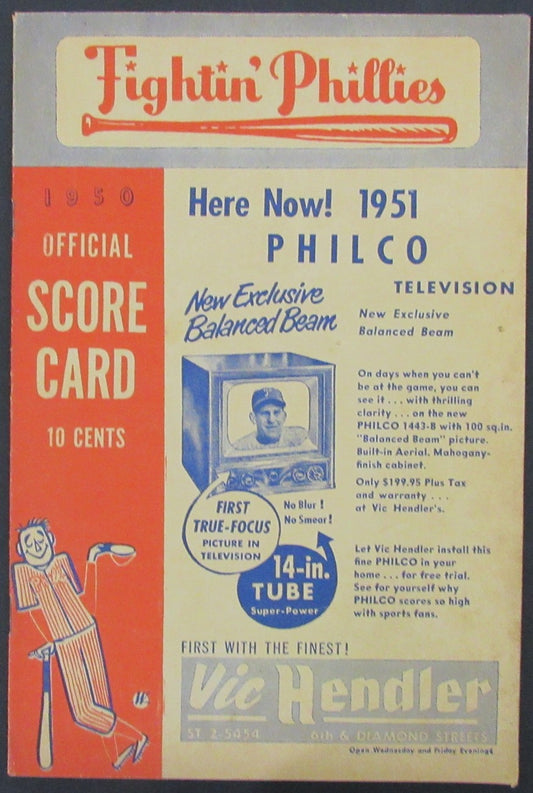 Fightin' Phillies
1950
OFFICIAL
SCORE
CARD
10 CENTS
Here Now! 1951
PHILCO
TELEVISION
New Exclusive
Balanced Beam
New Exclusive
Balanced Beam
On days when you can't
be at the game, you can
see it . . . with thrilling
clarity . . . on the new
PHILCO 1443-B with 100 sq.in.
"Balanced Beam" picture.
Built-in Aerial. Mahogany-
finish cabinet.
Only $199.95 Plus Tax
and warranty . . .
at Vic Hendler's.
FIRST
TRUE-FOCUS
PICTURE IN
TELEVISION
No Blur !
No Smear!
14-in.
TUBE
Super-Power
Let Vic Hendler install this
fine PHILCO in your
home . . . for free trial.
See for yourself why
PHILCO scores so high
with sports fans.
FIRST WITH THE FINEST!
Vic Hendler
ST 2-5454 6th & DIAMOND STREETS
Open Wednesday and Friday Evenings